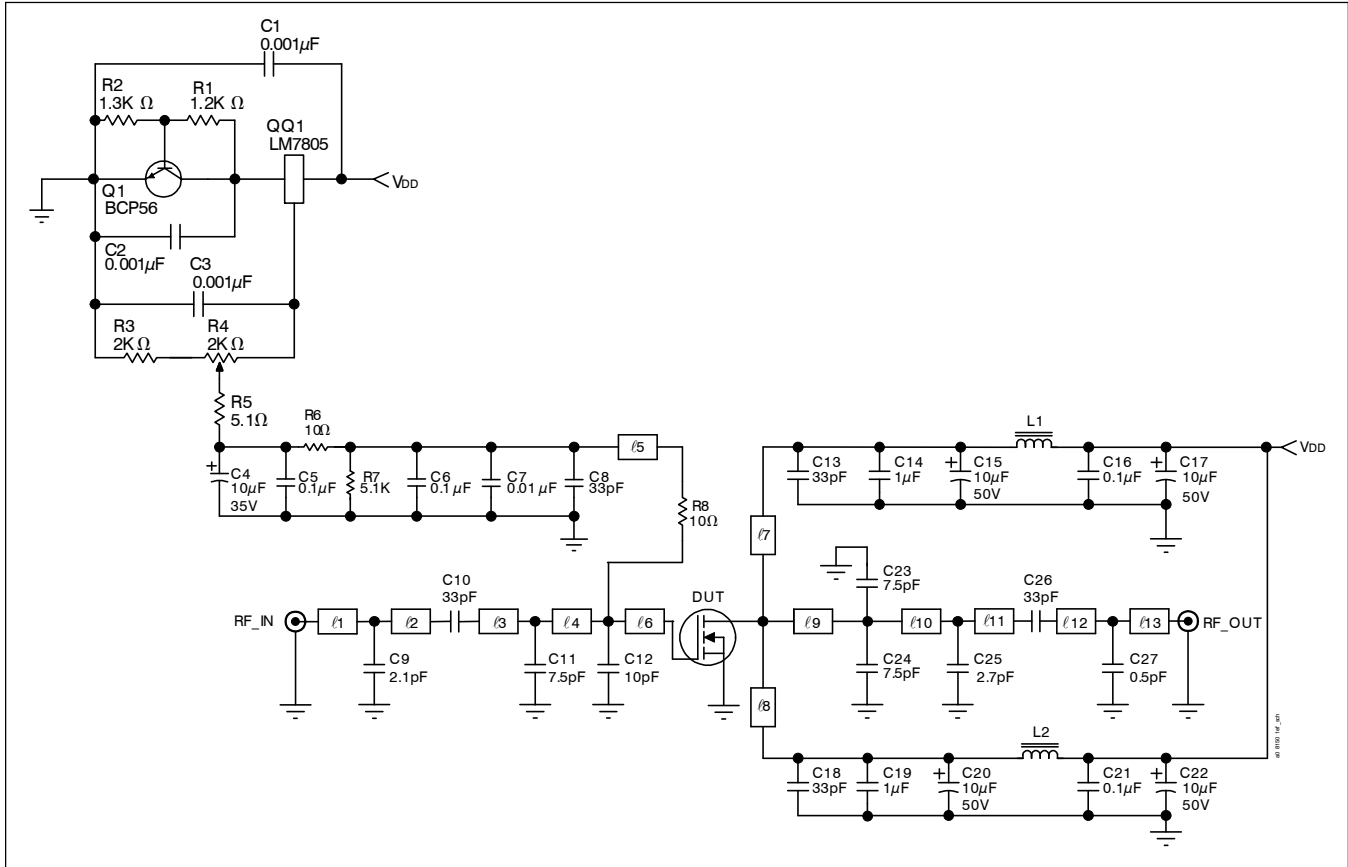 C1
0.001µF
R2
1.3K Ω
R1
1.2K Ω
QQ1
LM7805
VDD
Q1
BCP56
C2
0.001µF
C3
0.001µF
R3
2K Ω
R4
2K Ω
R5
5.1Ω
R6
10Ω
ℓ5
L1
VDD
C4
10µF
35V
C5
0.1µF
R7
5.1K
C6
0.1µF
C7
0.01µF
C8
33pF
R8
10Ω
C13
33pF
C14
1µF
C15
10µF
50V
C16
0.1µF
C17
10µF
50V
ℓ7
C23
7.5pF
C10
33pF
DUT
C26
33pF
RF_IN
ℓ1
ℓ2
ℓ3
ℓ4
ℓ6
ℓ9
ℓ10
ℓ11
ℓ12
ℓ13
RF_OUT
C9
2.1pF
C11
7.5pF
C12
10pF
C24
7.5pF
C25
2.7pF
C27
0.5pF
ℓ8
L2
C18
33pF
C19
1µF
C20
10µF
50V
C21
0.1µF
C22
10µF
50V